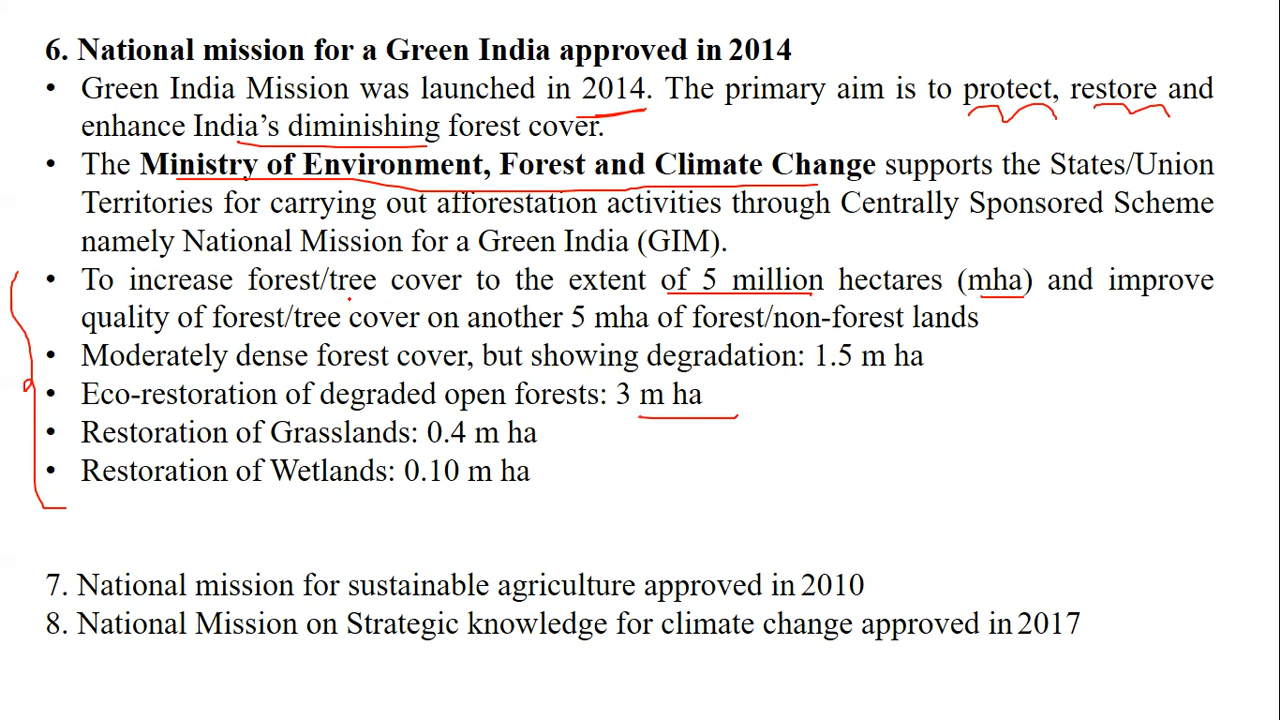 6. National mission for a Green India approved in 2014
• Green India Mission was launched in 2014. The primary aim is to protect, restore and
enhance India's diminishing forest cover.
• The Ministry of Environment, Forest and Climate Change supports the States/Union
Territories for carrying out afforestation activities through Centrally Sponsored Scheme
namely National Mission for a Green India (GIM).
• To increase forest/tree cover to the extent of 5 million hectares (mha) and improve
quality of forest/tree cover on another 5 mha of forest/non-forest lands
• Moderately dense forest cover, but showing degradation: 1.5 m ha
• Eco-restoration of degraded open forests: 3 m ha
• Restoration of Grasslands: 0.4 m ha
• Restoration of Wetlands: 0.10 m ha
7. National mission for sustainable agriculture approved in 2010
8. National Mission on Strategic knowledge for climate change approved in 2017